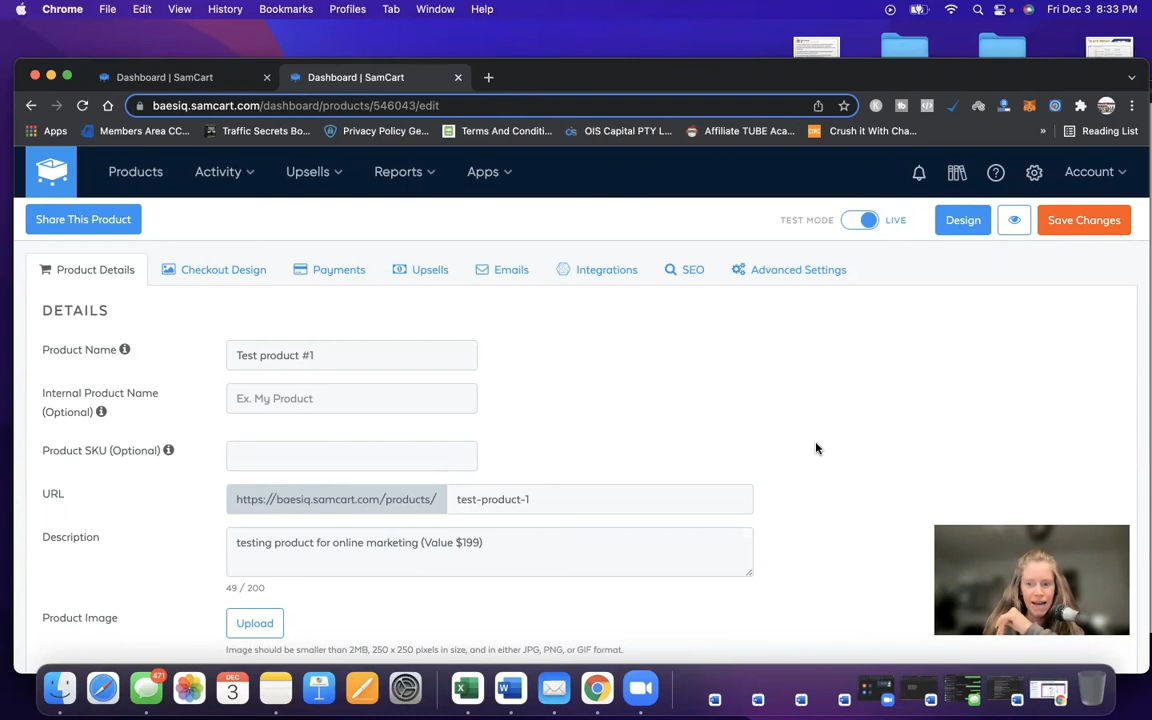 Chrome File Edit View History Bookmarks Profiles Tab Window Help Fri Dec 3 8:33 PM
Dashboard | SamCart Dashboard | SamCart
baesiq.samcart.com/dashboard/products/546043/edit
Apps Members Area CC... Traffic Secrets Bo... Privacy Policy Ge... Terms And Conditi... OIS Capital PTY L... Affiliate TUBE Aca... Crush it With Cha... » Reading List
Products Activity Upsells Reports Apps Account
Share This Product TEST MODE LIVE Design Save Changes
Product Details Checkout Design Payments Upsells Emails Integrations SEO Advanced Settings
DETAILS
Product Name Test product #1
Internal Product Name (Optional) Ex. My Product
Product SKU (Optional)
URL https://baesiq.samcart.com/products/ test-product-1
Description testing product for online marketing (Value $199)
49 / 200
Product Image Upload
Image should be smaller than 2MB, 250 x 250 pixels in size, and in either JPG, PNG, or GIF format.
471
DEC
3